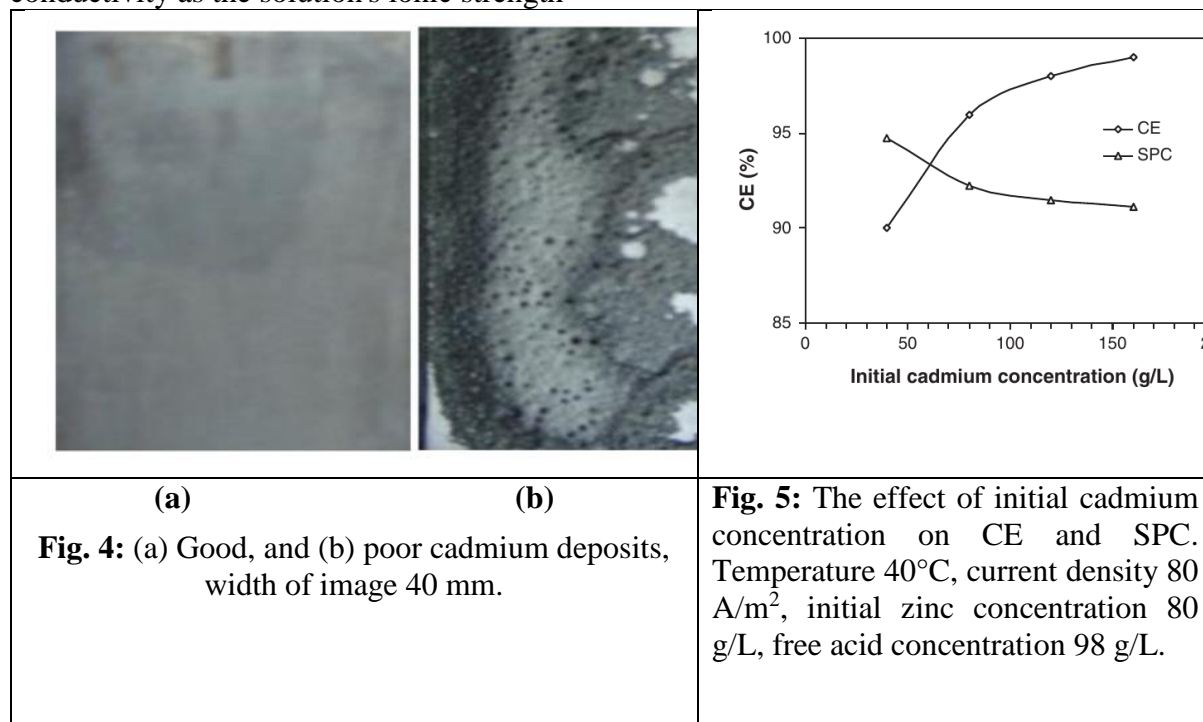 conductivity as the solution's ionic strength
100
95
90
85
CE (%)
CE
SPC
0
50
100
150
Initial cadmium concentration (g/L)
(a) (b)
Fig. 4: (a) Good, and (b) poor cadmium deposits,
width of image 40 mm.
Fig. 5: The effect of initial cadmium
concentration on CE and SPC.
Temperature 40°C, current density 80
A/m², initial zinc concentration 80
g/L, free acid concentration 98 g/L.